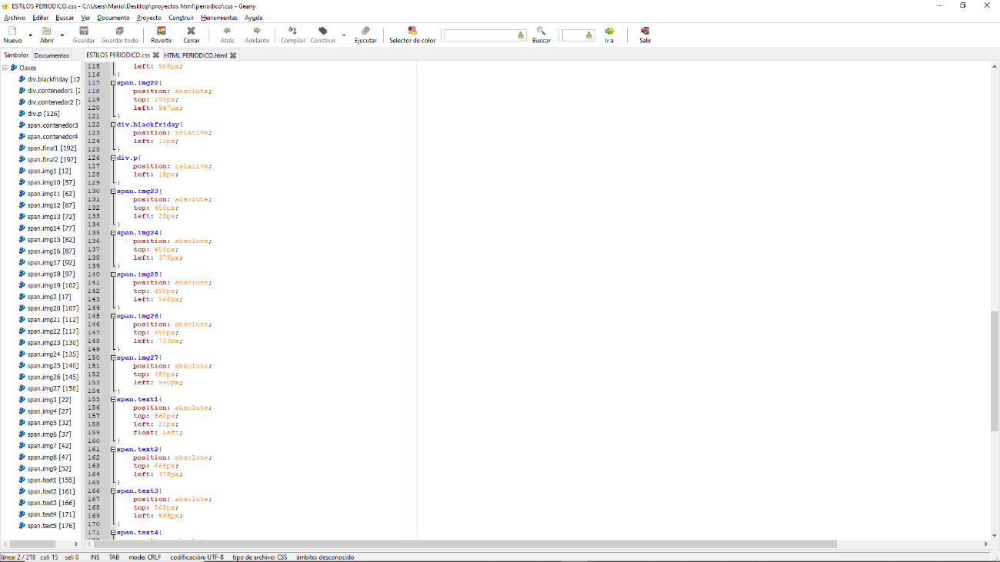 ESTILOS PERIODICO.css - C:\Users\Mario\Desktop\proyectos html\periodico\css - Geany
Archivo Editar Buscar Ver Documento Proyecto Construir Herramientas Ayuda
Nuevo Abrir Guardar Guardar todo Revertir Cerrar Atrás Adelante Compilar Construir Ejecutar Selector de color Buscar Ir a Salir
Símbolos Documentos ESTILOS PERIODICO.css HTML PERIODICO.html
Clases
div.blackfriday [12
div.contenedor1 [2
div.contenedor2 [7
div.p [126]
span.contenedor3
span.contenedor4
span.final1 [192]
span.final2 [197]
span.img1 [12]
span.img10 [57]
span.img11 [62]
span.img12 [67]
span.img13 [72]
span.img14 [77]
span.img15 [82]
span.img16 [87]
span.img17 [92]
span.img18 [97]
span.img19 [102]
span.img2 [17]
span.img20 [107]
span.img21 [112]
span.img22 [117]
span.img23 [130]
span.img24 [135]
span.img25 [140]
span.img26 [145]
span.img27 [150]
span.img3 [22]
span.img4 [27]
span.img5 [32]
span.img6 [37]
span.img7 [42]
span.img8 [47]
span.img9 [52]
span.text1 [155]
span.text2 [161]
span.text3 [166]
span.text4 [171]
span.text5 [176]
115 left: 909px;
116 }
117 span.img22{
118 position: absolute;
119 top: 188px;
120 left: 947px;
121 }
122 div.blackfriday{
123 position: relative;
124 left: 15px;
125 }
126 div.p{
127 position: relative;
128 left: 15px;
129 }
130 span.img23{
131 position: absolute;
132 top: 458px;
133 left: 23px;
134 }
135 span.img24{
136 position: absolute;
137 top: 458px;
138 left: 379px;
139 }
140 span.img25{
141 position: absolute;
142 top: 458px;
143 left: 566px;
144 }
145 span.img26{
146 position: absolute;
147 top: 458px;
148 left: 753px;
149 }
150 span.img27{
151 position: absolute;
152 top: 458px;
153 left: 940px;
154 }
155 span.text1{
156 position: absolute;
157 top: 562px;
158 left: 22px;
159 float: left;
160 }
161 span.text2{
162 position: absolute;
163 top: 565px;
164 left: 375px;
165 }
166 span.text3{
167 position: absolute;
168 top: 565px;
169 left: 565px;
170 }
171 span.text4{
línea: 2 / 218 col: 15 sel: 0 INS TAB mode: CRLF codificación: UTF-8 tipo de archivo: CSS ámbito: desconocido